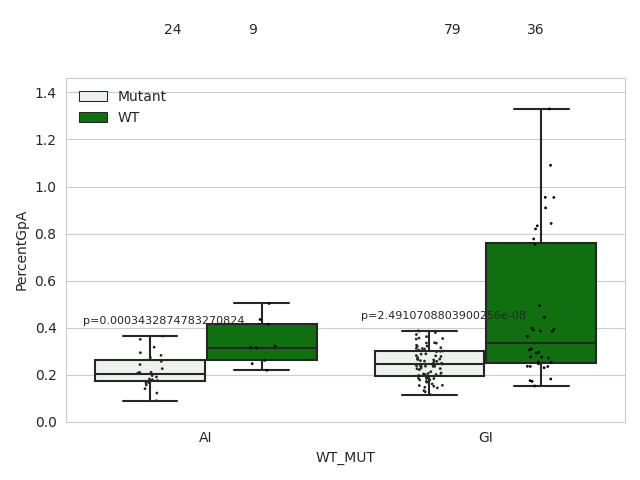 24 9 79 36
1.4
Mutant
WT
1.2
1.0
0.8
0.6
0.4
0.2
0.0
PercentGpA
p=0.0003432874783270824
p=2.4910708803900256e-08
AI GI
WT_MUT